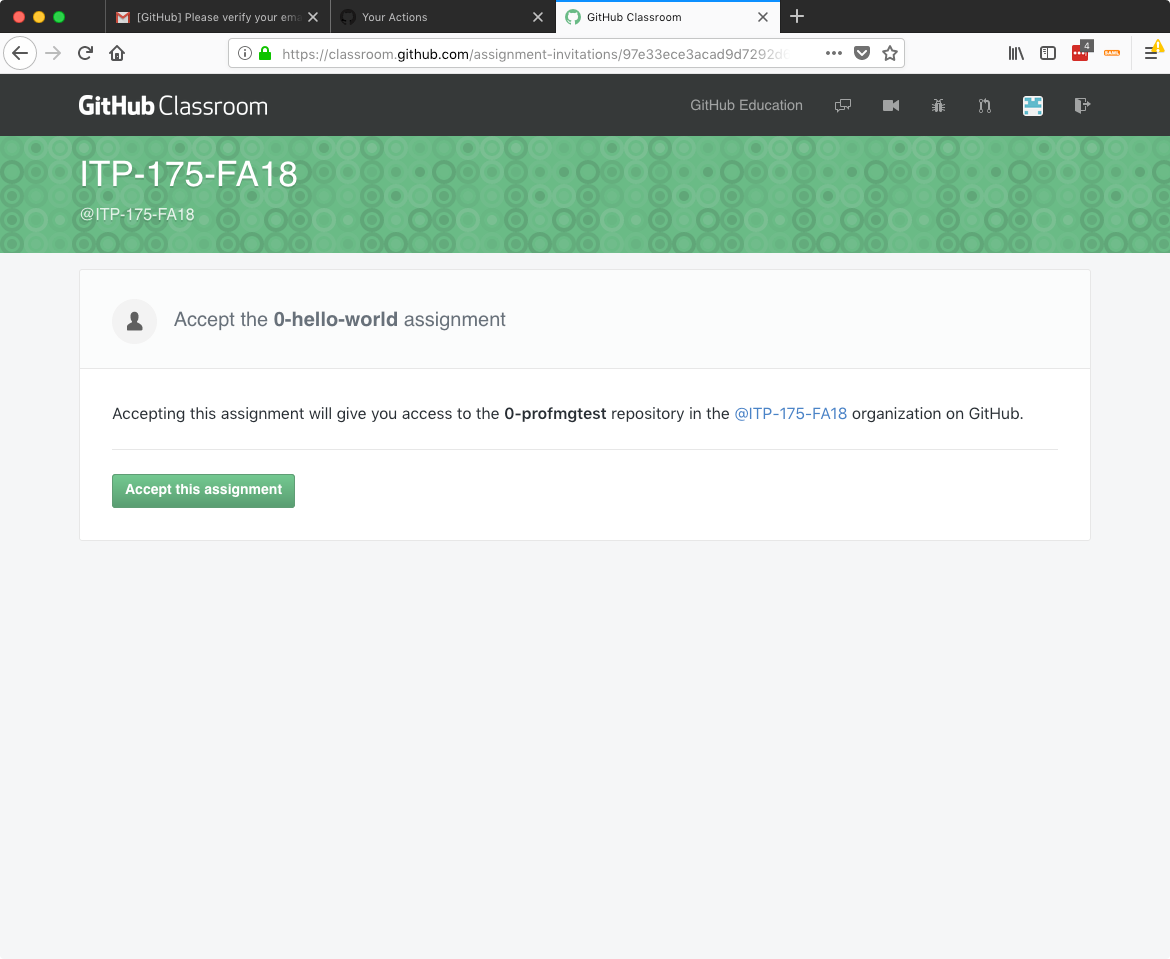 [GitHub] Please verify your ema
Your Actions
GitHub Classroom
https://classroom.github.com/assignment-invitations/97e33ece3acad9d7292d
4
GitHub Classroom
GitHub Education
ITP-175-FA18
@ITP-175-FA18
Accept the 0-hello-world assignment
Accepting this assignment will give you access to the 0-profmgtest repository in the @ITP-175-FA18 organization on GitHub.
Accept this assignment